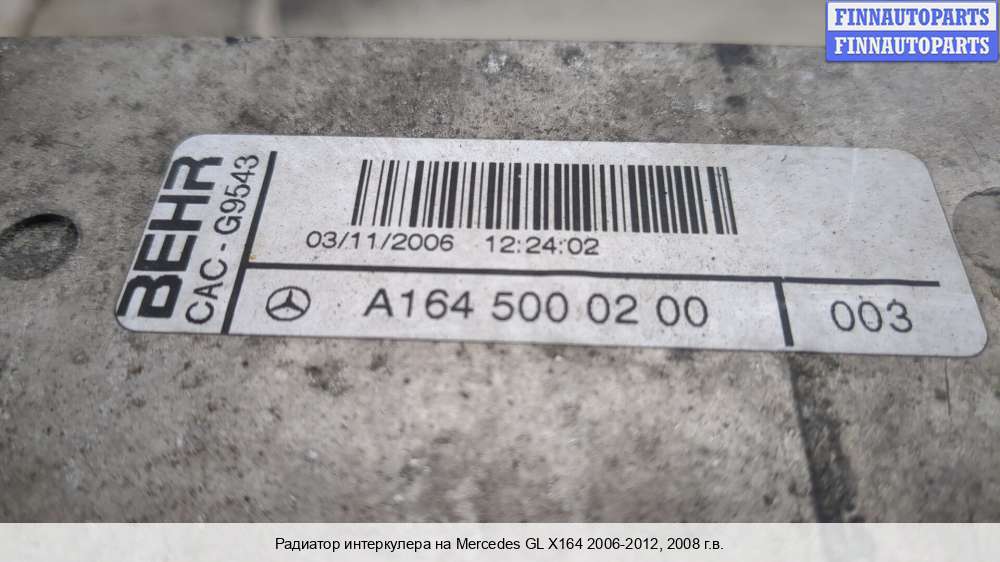 FINNAUTOPARTS
FINNAUTOPARTS
BEHR
CAC - G9543
03/11/2006 12:24:02
A164 500 02 00
003
Радиатор интеркулера на Mercedes GL X164 2006-2012, 2008 г.в.